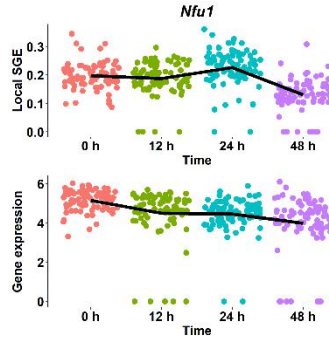 Nfu1
Local SGE
0.3
0.2
0.1
0.0
0 h 12 h 24 h 48 h
Time
Gene expression
6
4
2
0
0 h 12 h 24 h 48 h
Time